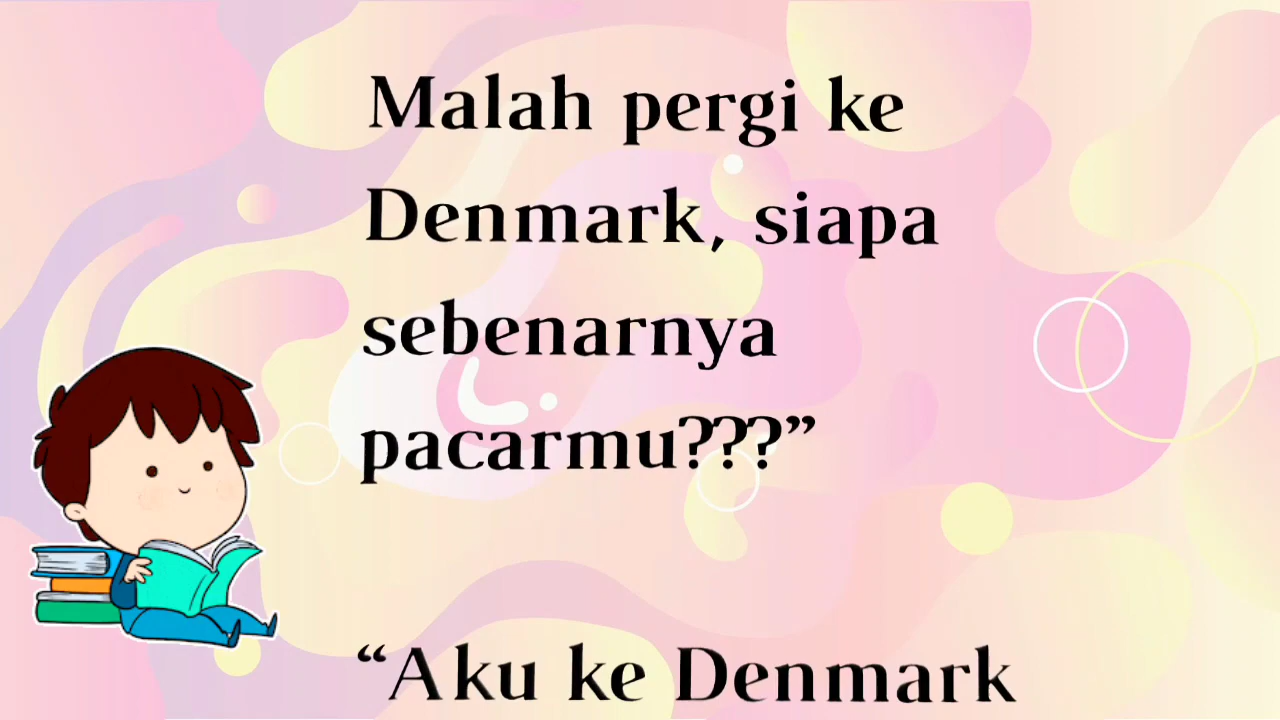 Malah pergi ke
Denmark, siapa
sebenarnya
pacarmu???”
“Aku ke Denmark